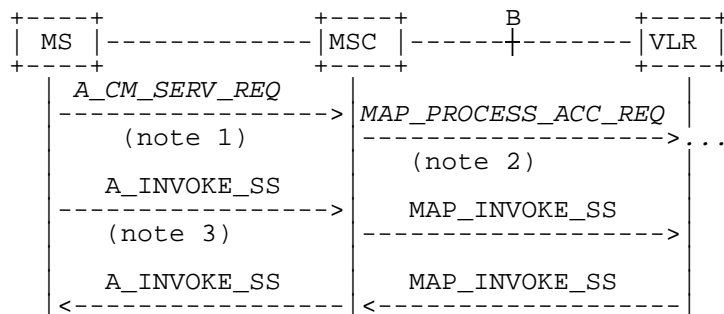 B
MS MSC VLR
A_CM_SERV_REQ
MAP_PROCESS_ACC_REQ
...
(note 1)
(note 2)
A_INVOKE_SS
MAP_INVOKE_SS
(note 3)
A_INVOKE_SS MAP_INVOKE_SS